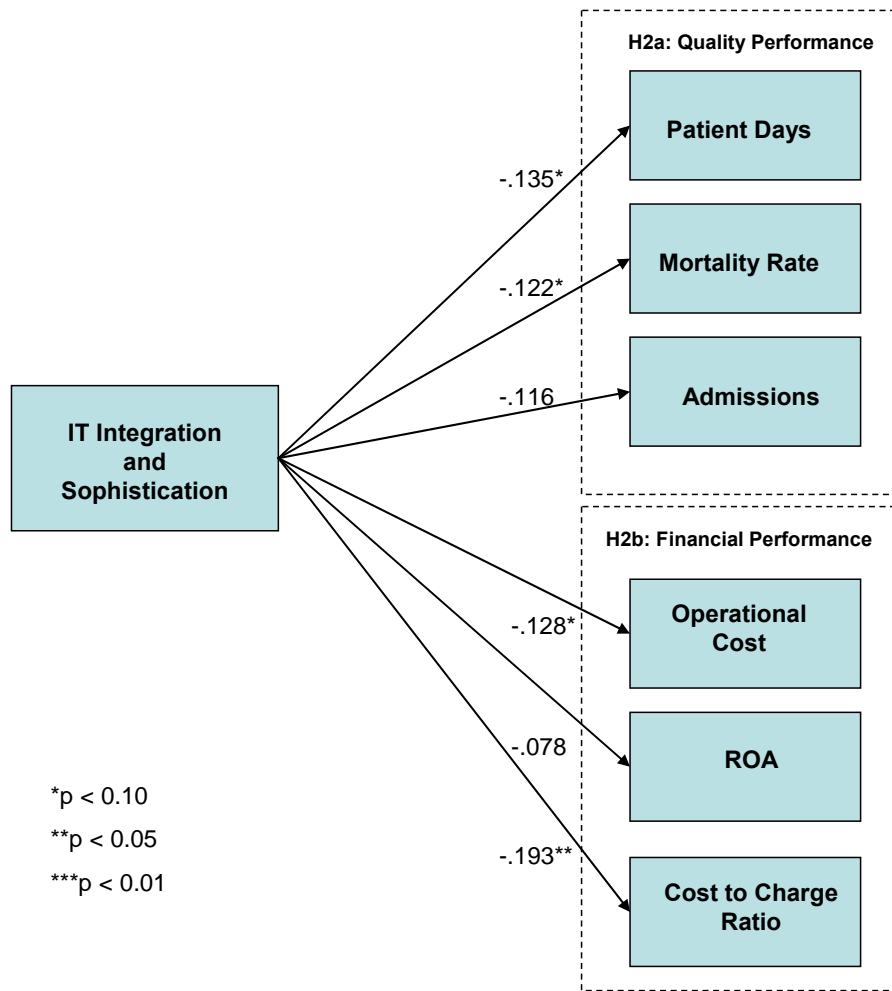 H2a: Quality Performance
Patient Days
-.135*
Mortality Rate
-.122*
Admissions
-.116
IT Integration
and
Sophistication
H2b: Financial Performance
Operational
Cost
-.128*
ROA
-.078
Cost to Charge
Ratio
-.193**
*p < 0.10
**p < 0.05
***p < 0.01